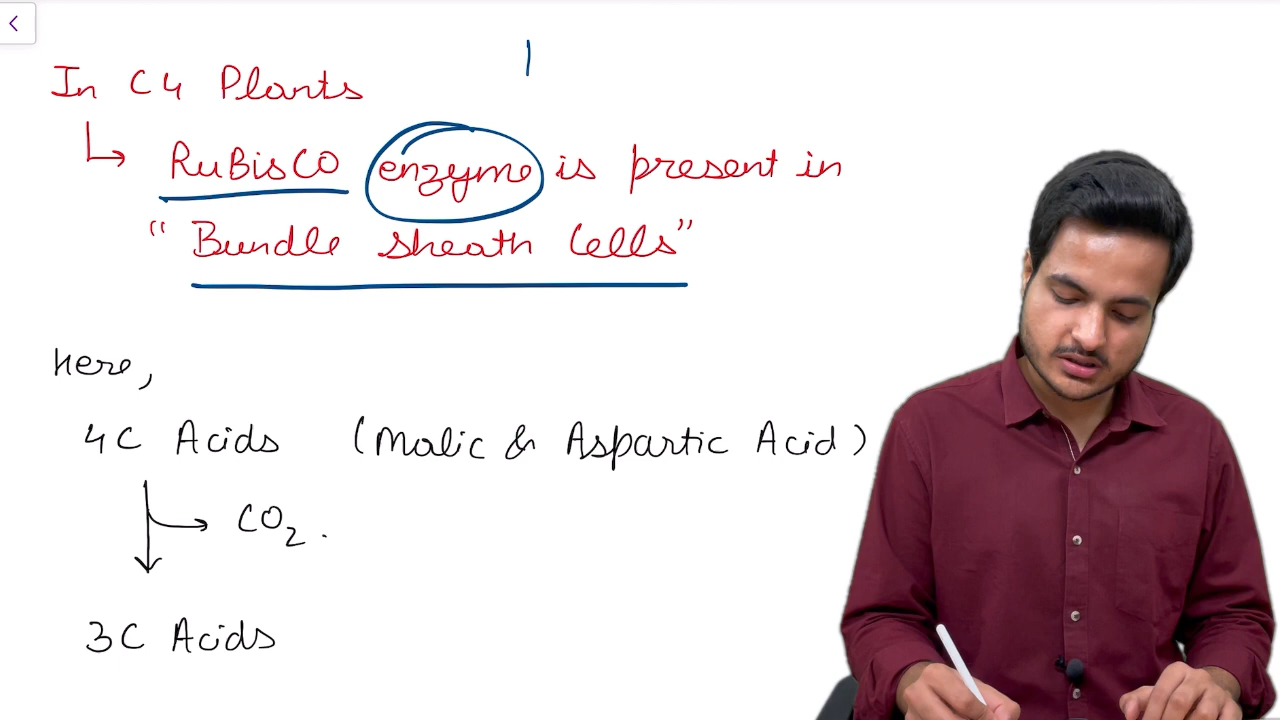 In C4 Plants
↳ RuBisCO enzyme is present in
"Bundle sheath Cells"
Here,
4C Acids (Malic & Aspartic Acid)
CO2.
3C Acids